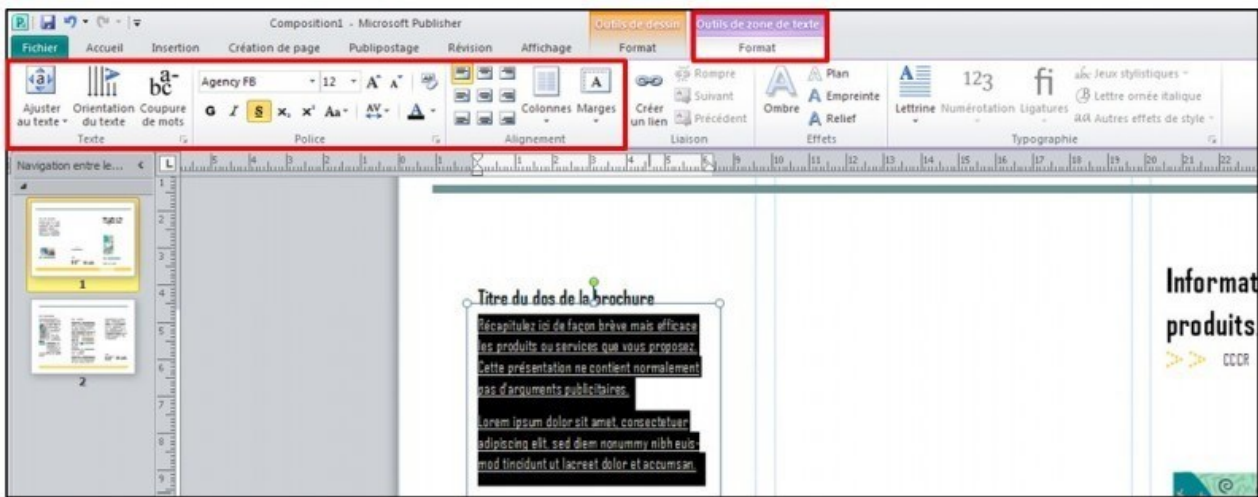 Composition1 - Microsoft Publisher
Outils de dessin
Outils de zone de texte
Fichier Accueil Insertion Création de page Publipostage Révision Affichage Format Format
Agency FB 12 A A
Rompre
Plan
Jeux stylistiques
Suivant
Empreinte
Lettre ornée italique
Précédent
Relief
Autres effets de style
G I S x₂ x² Aa AV A
Ajuster au texte
Orientation du texte
Coupure de mots
Colonnes Marges
Créer un lien
Ombre
Lettrine Numérotation Ligatures
Texte Police Alignement Liaison Effets Typographie
Navigation entre le...
1
2
Titre du dos de la brochure
Récapitulez ici de façon brève mais efficace
les produits ou services que vous proposez.
Cette présentation ne contient normalement
pas d'arguments publicitaires.
Lorem ipsum dolor sit amet, consectetuer
adipiscing elit, sed diem nonummy nibh euis-
mod tincidunt ut lacreet dolor et accumsan.
Informat
produits
CCCR